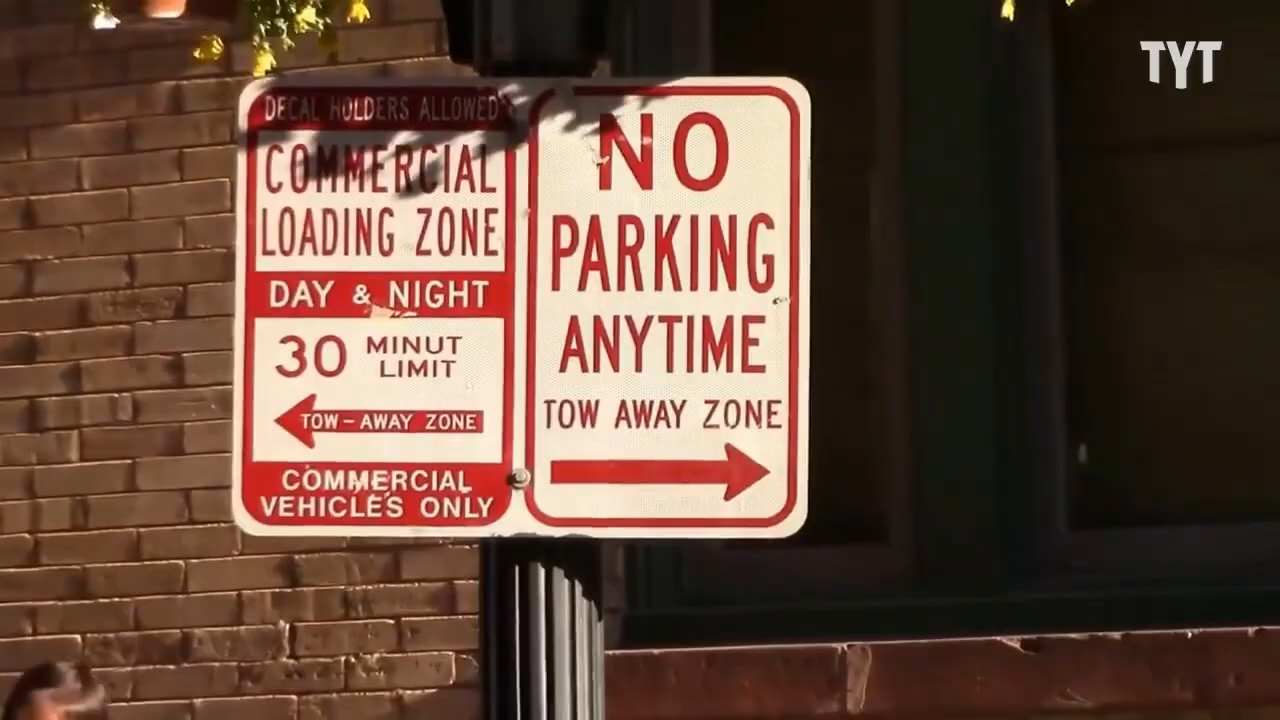 TYT
DECAL HOLDERS ALLOWED
COMMERCIAL
LOADING ZONE
DAY & NIGHT
30 MINUT
LIMIT
TOW-AWAY ZONE
COMMERCIAL
VEHICLES ONLY
NO
PARKING
ANYTIME
TOW AWAY ZONE